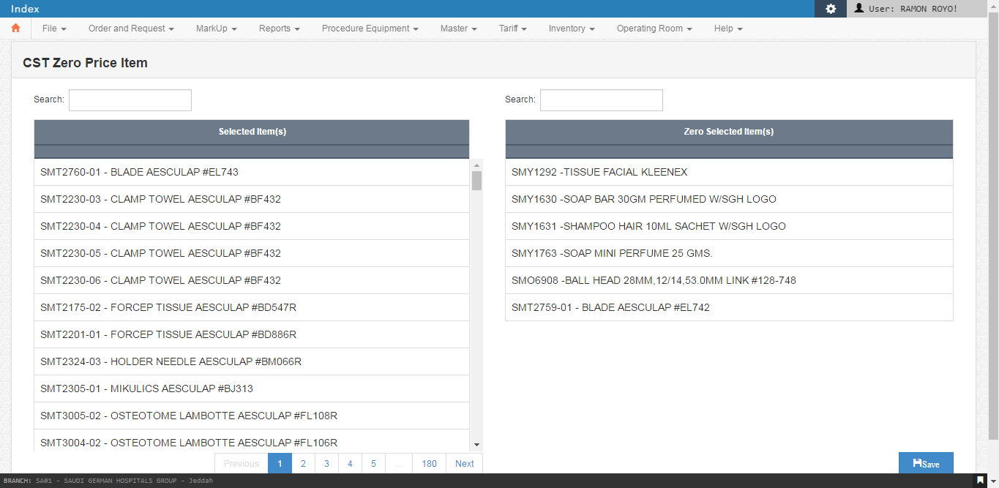 Index
User: RAMON ROYO!
File Order and Request MarkUp Reports Procedure Equipment Master Tariff Inventory Operating Room Help
CST Zero Price Item
Search:
Search:
Selected Item(s)
SMT2760-01 - BLADE AESCULAP #EL743
SMT2230-03 - CLAMP TOWEL AESCULAP #BF432
SMT2230-04 - CLAMP TOWEL AESCULAP #BF432
SMT2230-05 - CLAMP TOWEL AESCULAP #BF432
SMT2230-06 - CLAMP TOWEL AESCULAP #BF432
SMT2175-02 - FORCEP TISSUE AESCULAP #BD547R
SMT2201-01 - FORCEP TISSUE AESCULAP #BD886R
SMT2324-03 - HOLDER NEEDLE AESCULAP #BM066R
SMT2305-01 - MIKULICS AESCULAP #BJ313
SMT3005-02 - OSTEOTOME LAMBOTTE AESCULAP #FL108R
SMT3004-02 - OSTEOTOME LAMBOTTE AESCULAP #FL106R
Previous 1 2 3 4 5 ... 180 Next
Zero Selected Item(s)
SMY1292 -TISSUE FACIAL KLEENEX
SMY1630 -SOAP BAR 30GM PERFUMED W/SGH LOGO
SMY1631 -SHAMPOO HAIR 10ML SACHET W/SGH LOGO
SMY1763 -SOAP MINI PERFUME 25 GMS.
SMO6908 -BALL HEAD 28MM,12/14,53.0MM LINK #128-748
SMT2759-01 - BLADE AESCULAP #EL742
Save
BRANCH: SA01 - SAUDI GERMAN HOSPITALS GROUP - Jeddah